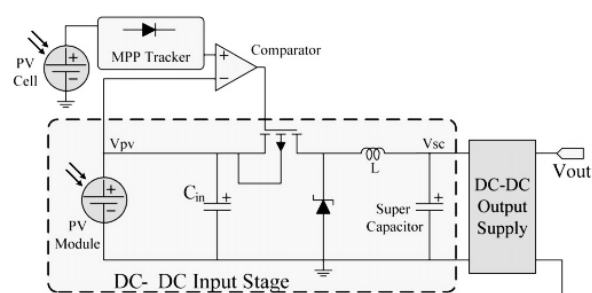 PV
Cell
MPP Tracker
Comparator
+
−
+
−
Vpv
Vsc
L
Vout
PV
Module
+
−
Cin
+
Super
Capacitor
+
DC-DC
Output
Supply
DC- DC Input Stage